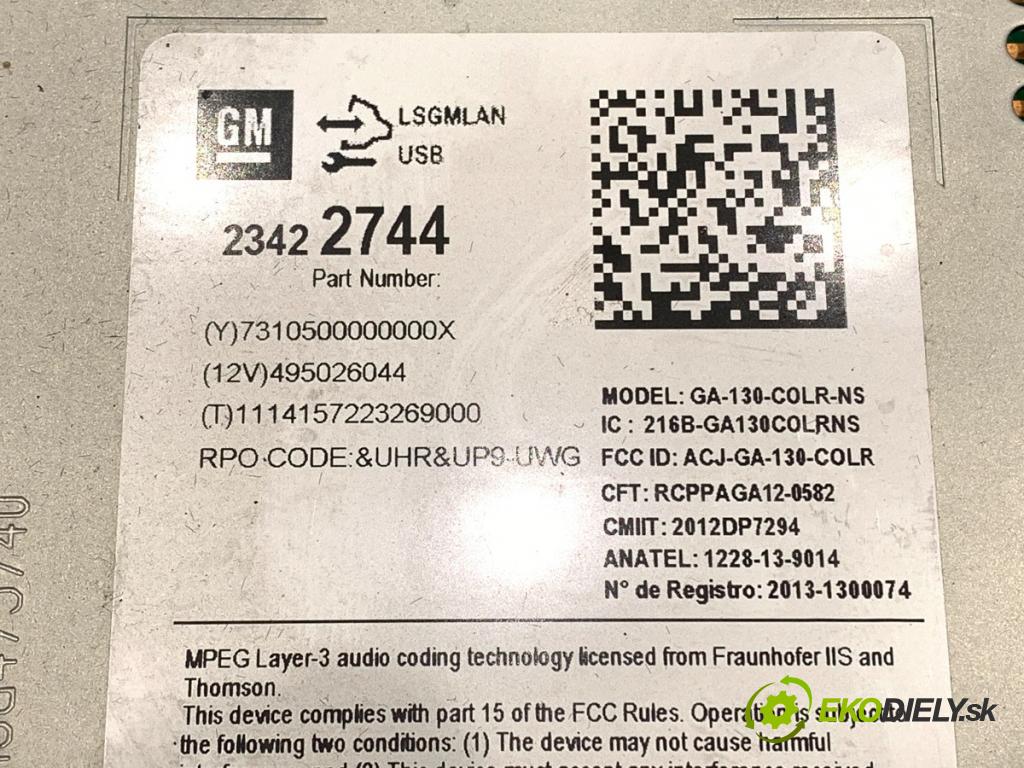 GM
LSGMLAN
USB
2342 2744
Part Number:
(Y)7310500000000X
(12V)495026044
(T)1114157223269000
RPO CODE:&UHR&UP9-UWG
MODEL: GA-130-COLR-NS
IC : 216B-GA130COLRNS
FCC ID: ACJ-GA-130-COLR
CFT: RCPPAGA12-0582
CMIIT: 2012DP7294
ANATEL: 1228-13-9014
N° de Registro: 2013-1300074
MPEG Layer-3 audio coding technology licensed from Fraunhofer IIS and
Thomson.
This device complies with part 15 of the FCC Rules. Operation is
the following two conditions: (1) The device may not cause harmful
EKODIELY.sk